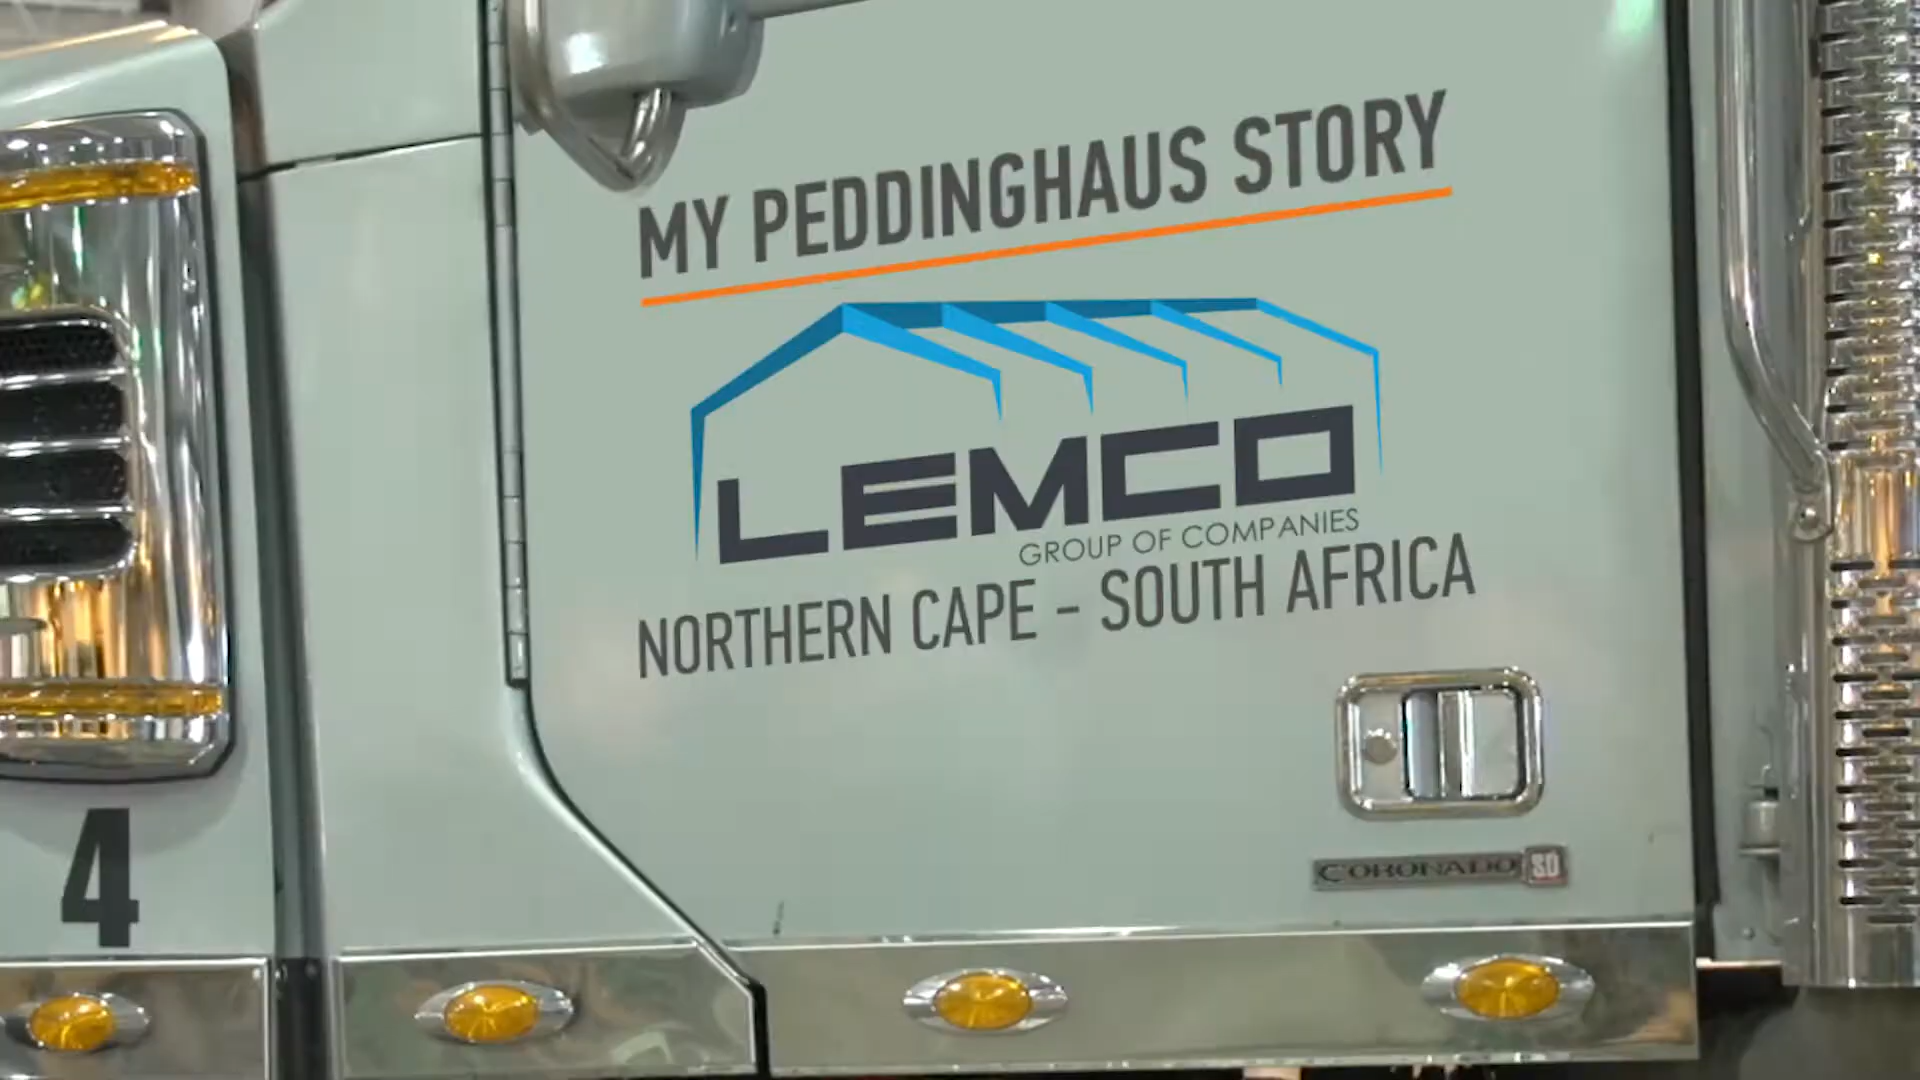 MY PEDDINGHAUS STORY
LEMCO
GROUP OF COMPANIES
NORTHERN CAPE - SOUTH AFRICA
4
CORONADO SD